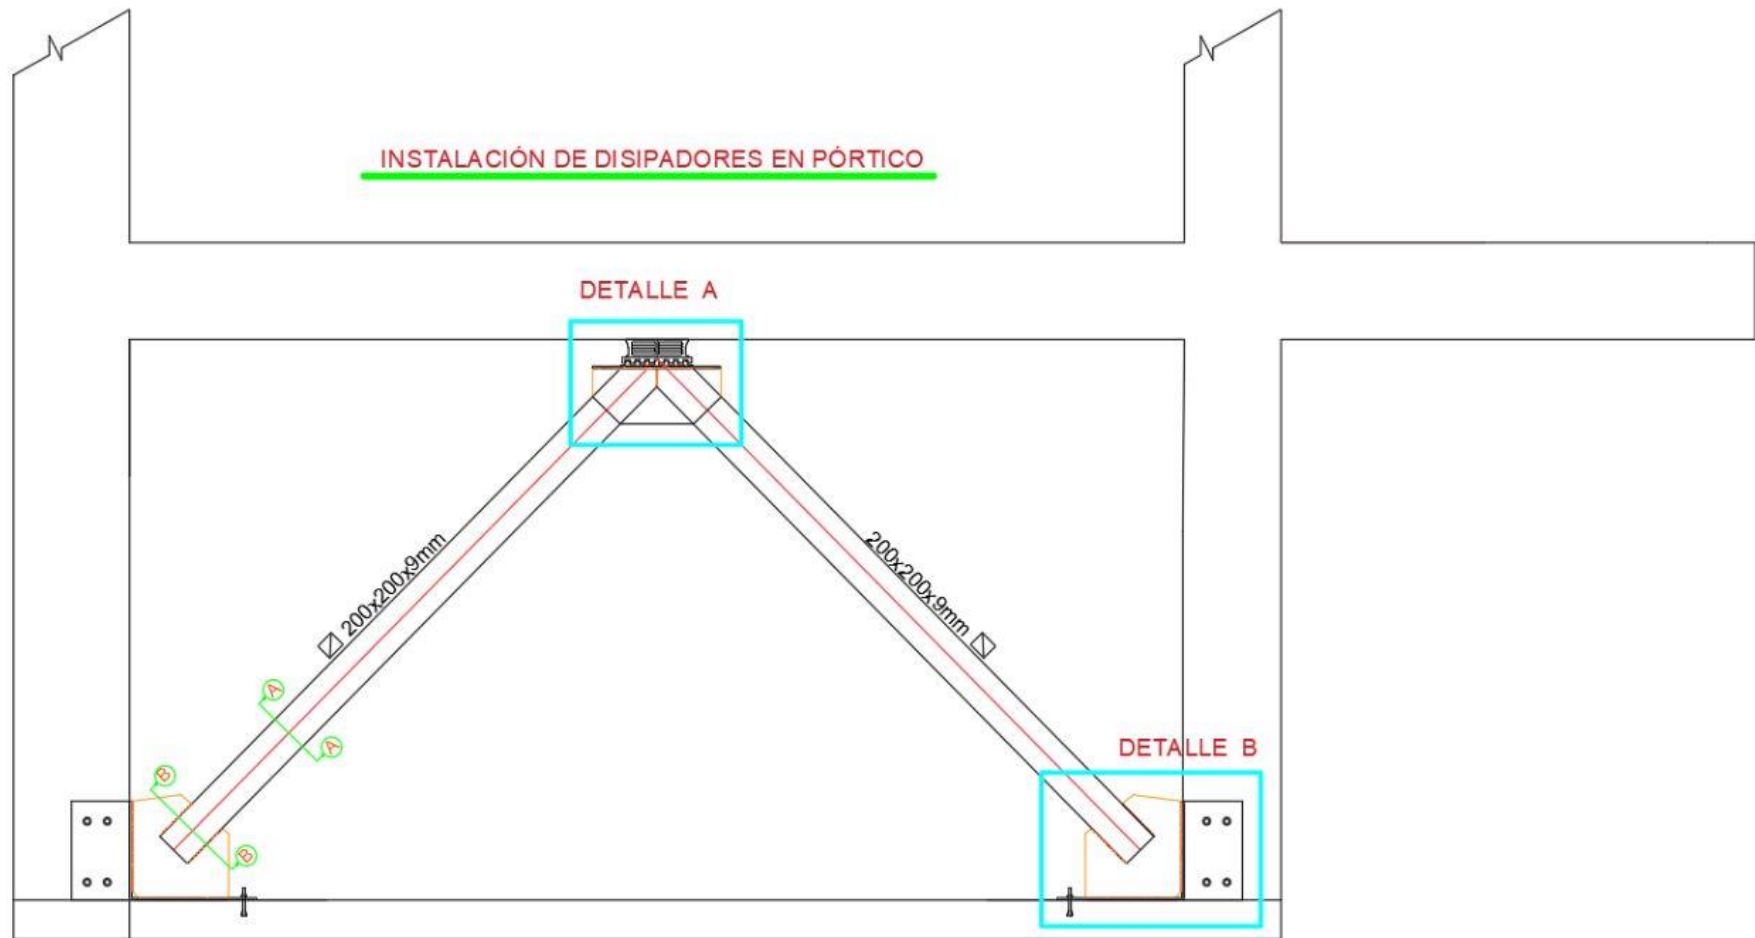 INSTALACIÓN DE DISIPADORES EN PÓRTICO
DETALLE A
200x200x9mm
200x200x9mm
A
A
DETALLE B
B
B